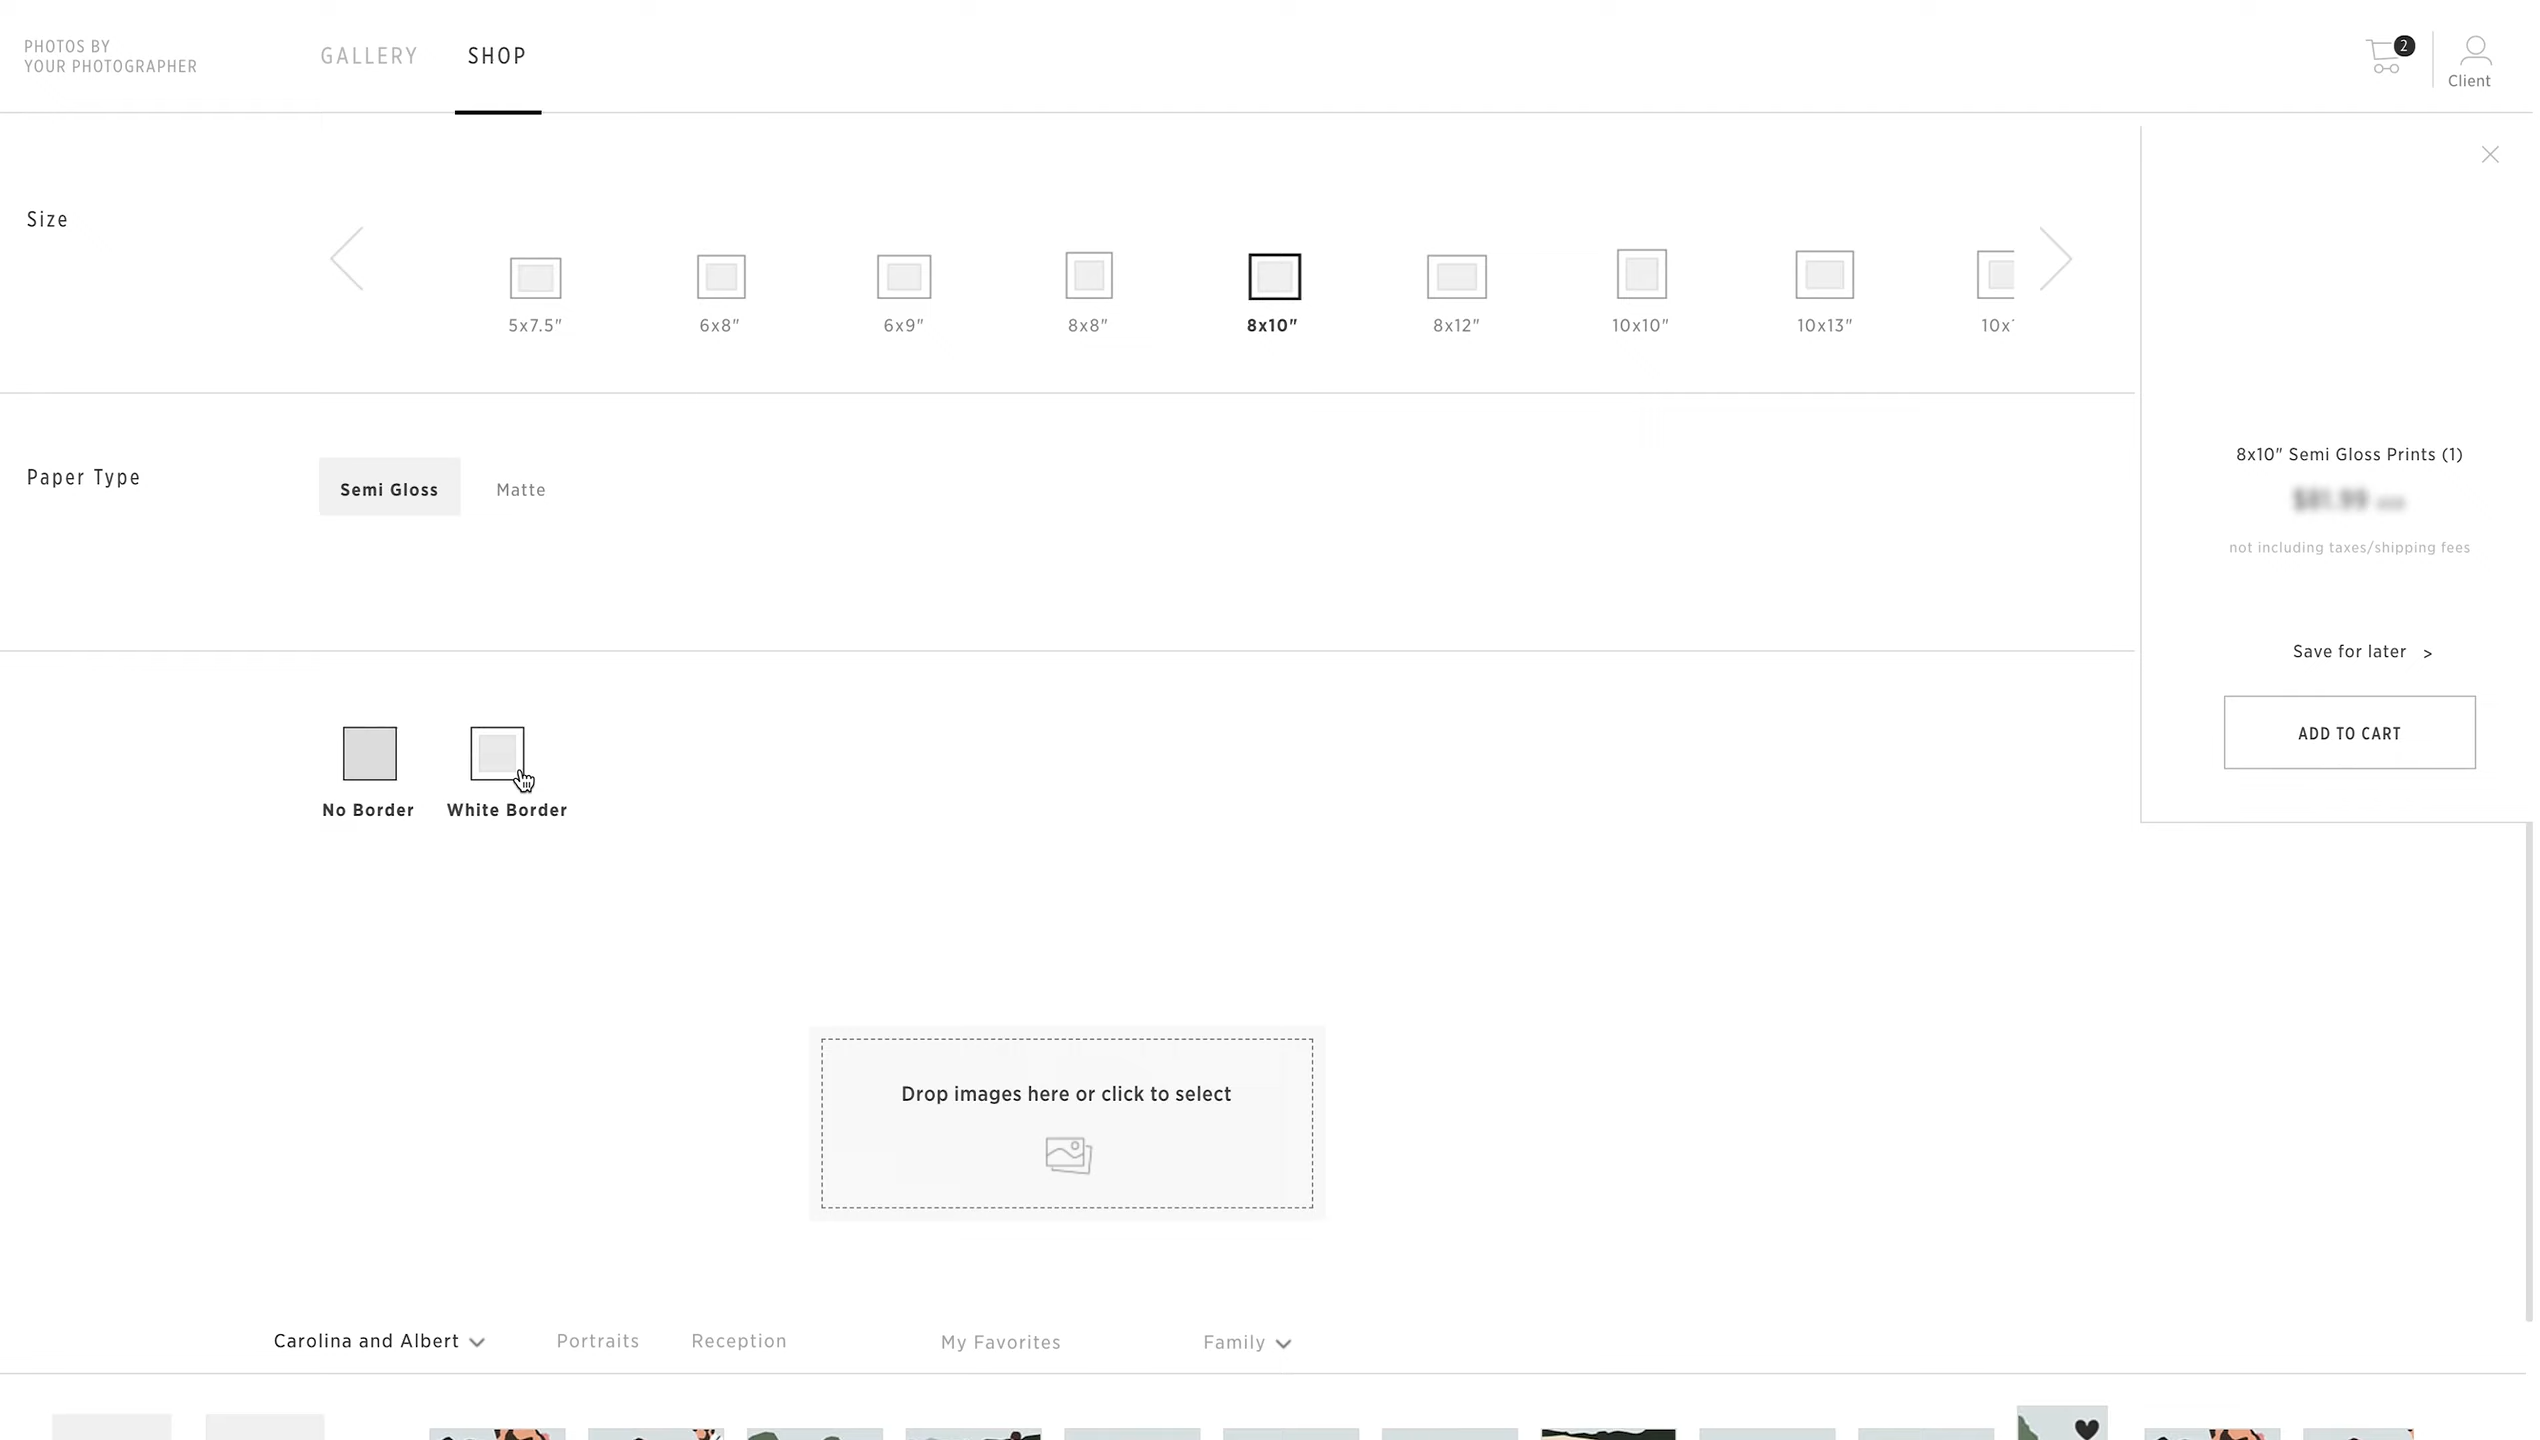 PHOTOS BY
YOUR PHOTOGRAPHER
GALLERY
SHOP
2
Client
Size
5x7.5"
6x8"
6x9"
8x8"
8x10"
8x12"
10x10"
10x13"
Paper Type
Semi Gloss
Matte
8x10" Semi Gloss Prints (1)
not including taxes/shipping fees
Save for later >
ADD TO CART
No Border
White Border
Drop images here or click to select
Carolina and Albert
Portraits
Reception
My Favorites
Family